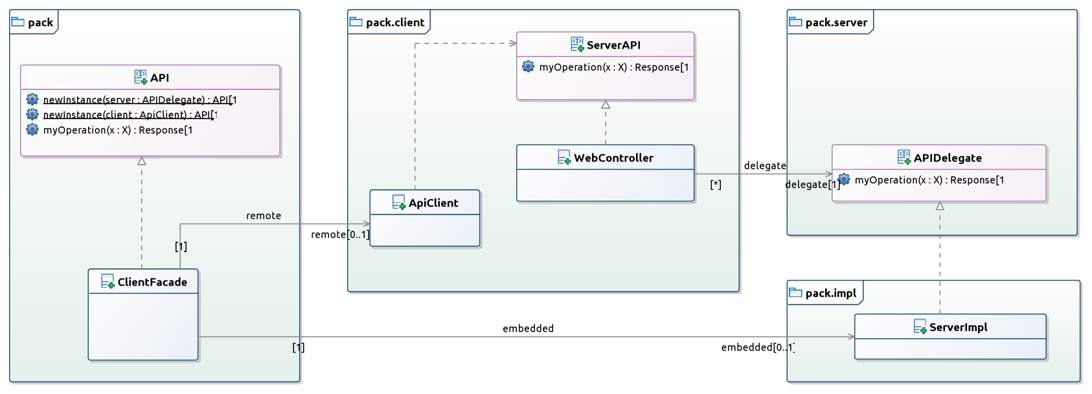 pack
API
newInstance(server : APIDelegate) : API[1
newInstance(client : ApiClient) : API[1
myOperation(x : X) : Response[1
ClientFacade
remote
[1]
remote[0..1]
embedded
[1]
embedded[0..1]
pack.client
ServerAPI
myOperation(x : X) : Response[1
WebController
ApiClient
delegate
[*]
delegate[1]
pack.server
APIDelegate
myOperation(x : X) : Response[1
pack.impl
ServerImpl